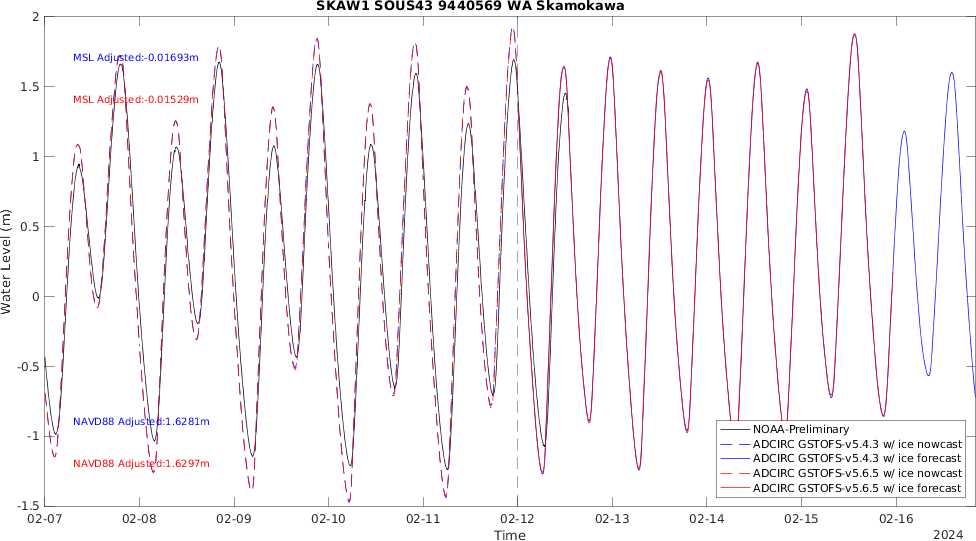 SKAW1 SOUS43 9440569 WA Skamokawa
2
1.5
1
0.5
0
-0.5
-1
-1.5
Water Level (m)
MSL Adjusted:-0.01693m
MSL Adjusted:-0.01529m
NAVD88 Adjusted:1.6281m
NAVD88 Adjusted:1.6297m
NOAA-Preliminary
ADCIRC GSTOFS-v5.4.3 w/ ice nowcast
ADCIRC GSTOFS-v5.4.3 w/ ice forecast
ADCIRC GSTOFS-v5.6.5 w/ ice nowcast
ADCIRC GSTOFS-v5.6.5 w/ ice forecast
02-07 02-08 02-09 02-10 02-11 02-12 02-13 02-14 02-15 02-16
Time
2024